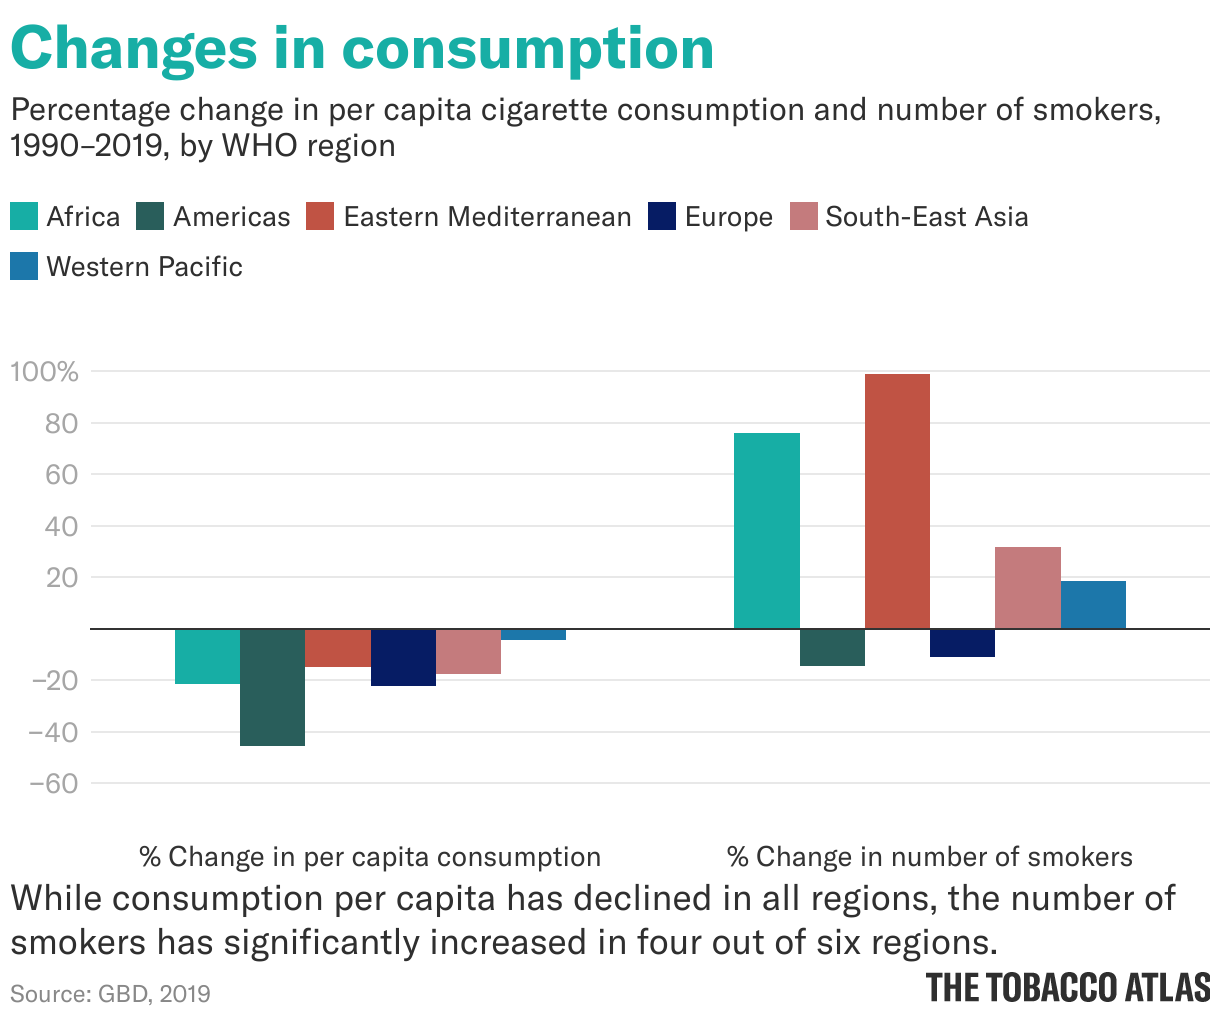 Changes in consumption
Percentage change in per capita cigarette consumption and number of smokers,
1990–2019, by WHO region
Africa Americas Eastern Mediterranean Europe South-East Asia
Western Pacific
100%
80
60
40
20
−20
−40
−60
% Change in per capita consumption % Change in number of smokers
While consumption per capita has declined in all regions, the number of
smokers has significantly increased in four out of six regions.
Source: GBD, 2019 THE TOBACCO ATLAS